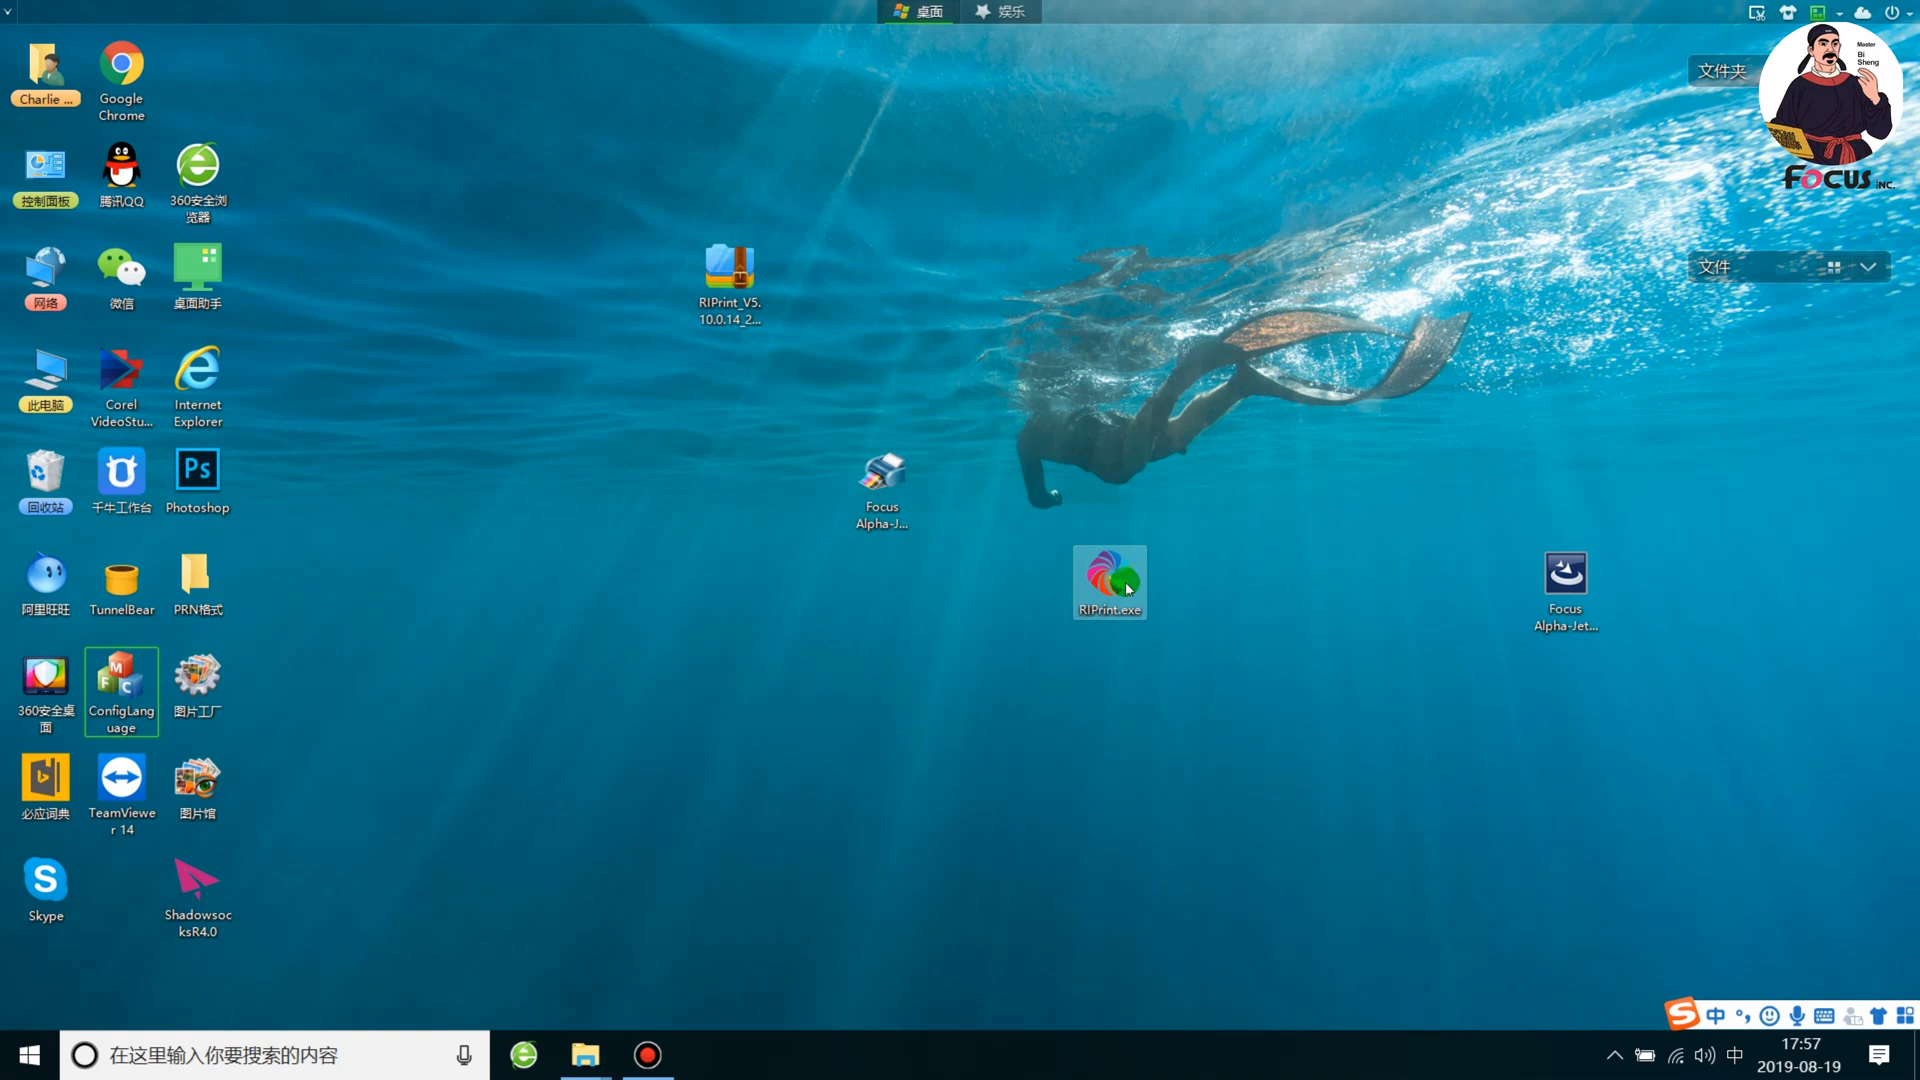 桌面
娱乐
Charlie ...
Google
Chrome
文件夹
Master
Bi
Sheng
FOCUS INC.
控制面板
腾讯QQ
360安全浏
览器
文件
网络
微信
桌面助手
RIPrint_V5.
10.0.14_2...
此电脑
Corel
VideoStu...
Internet
Explorer
Ps
回收站
千牛工作台
Photoshop
Focus
Alpha-J...
阿里旺旺
TunnelBear
PRN格式
RIPrint.exe
Focus
Alpha-Jet...
M
F
C
360安全桌
面
ConfigLang
uage
图片工厂
必应词典
TeamViewe
r 14
图片馆
S
Skype
Shadowsoc
ksR4.0
S
中
在这里输入你要搜索的内容
中
17:57
2019-08-19